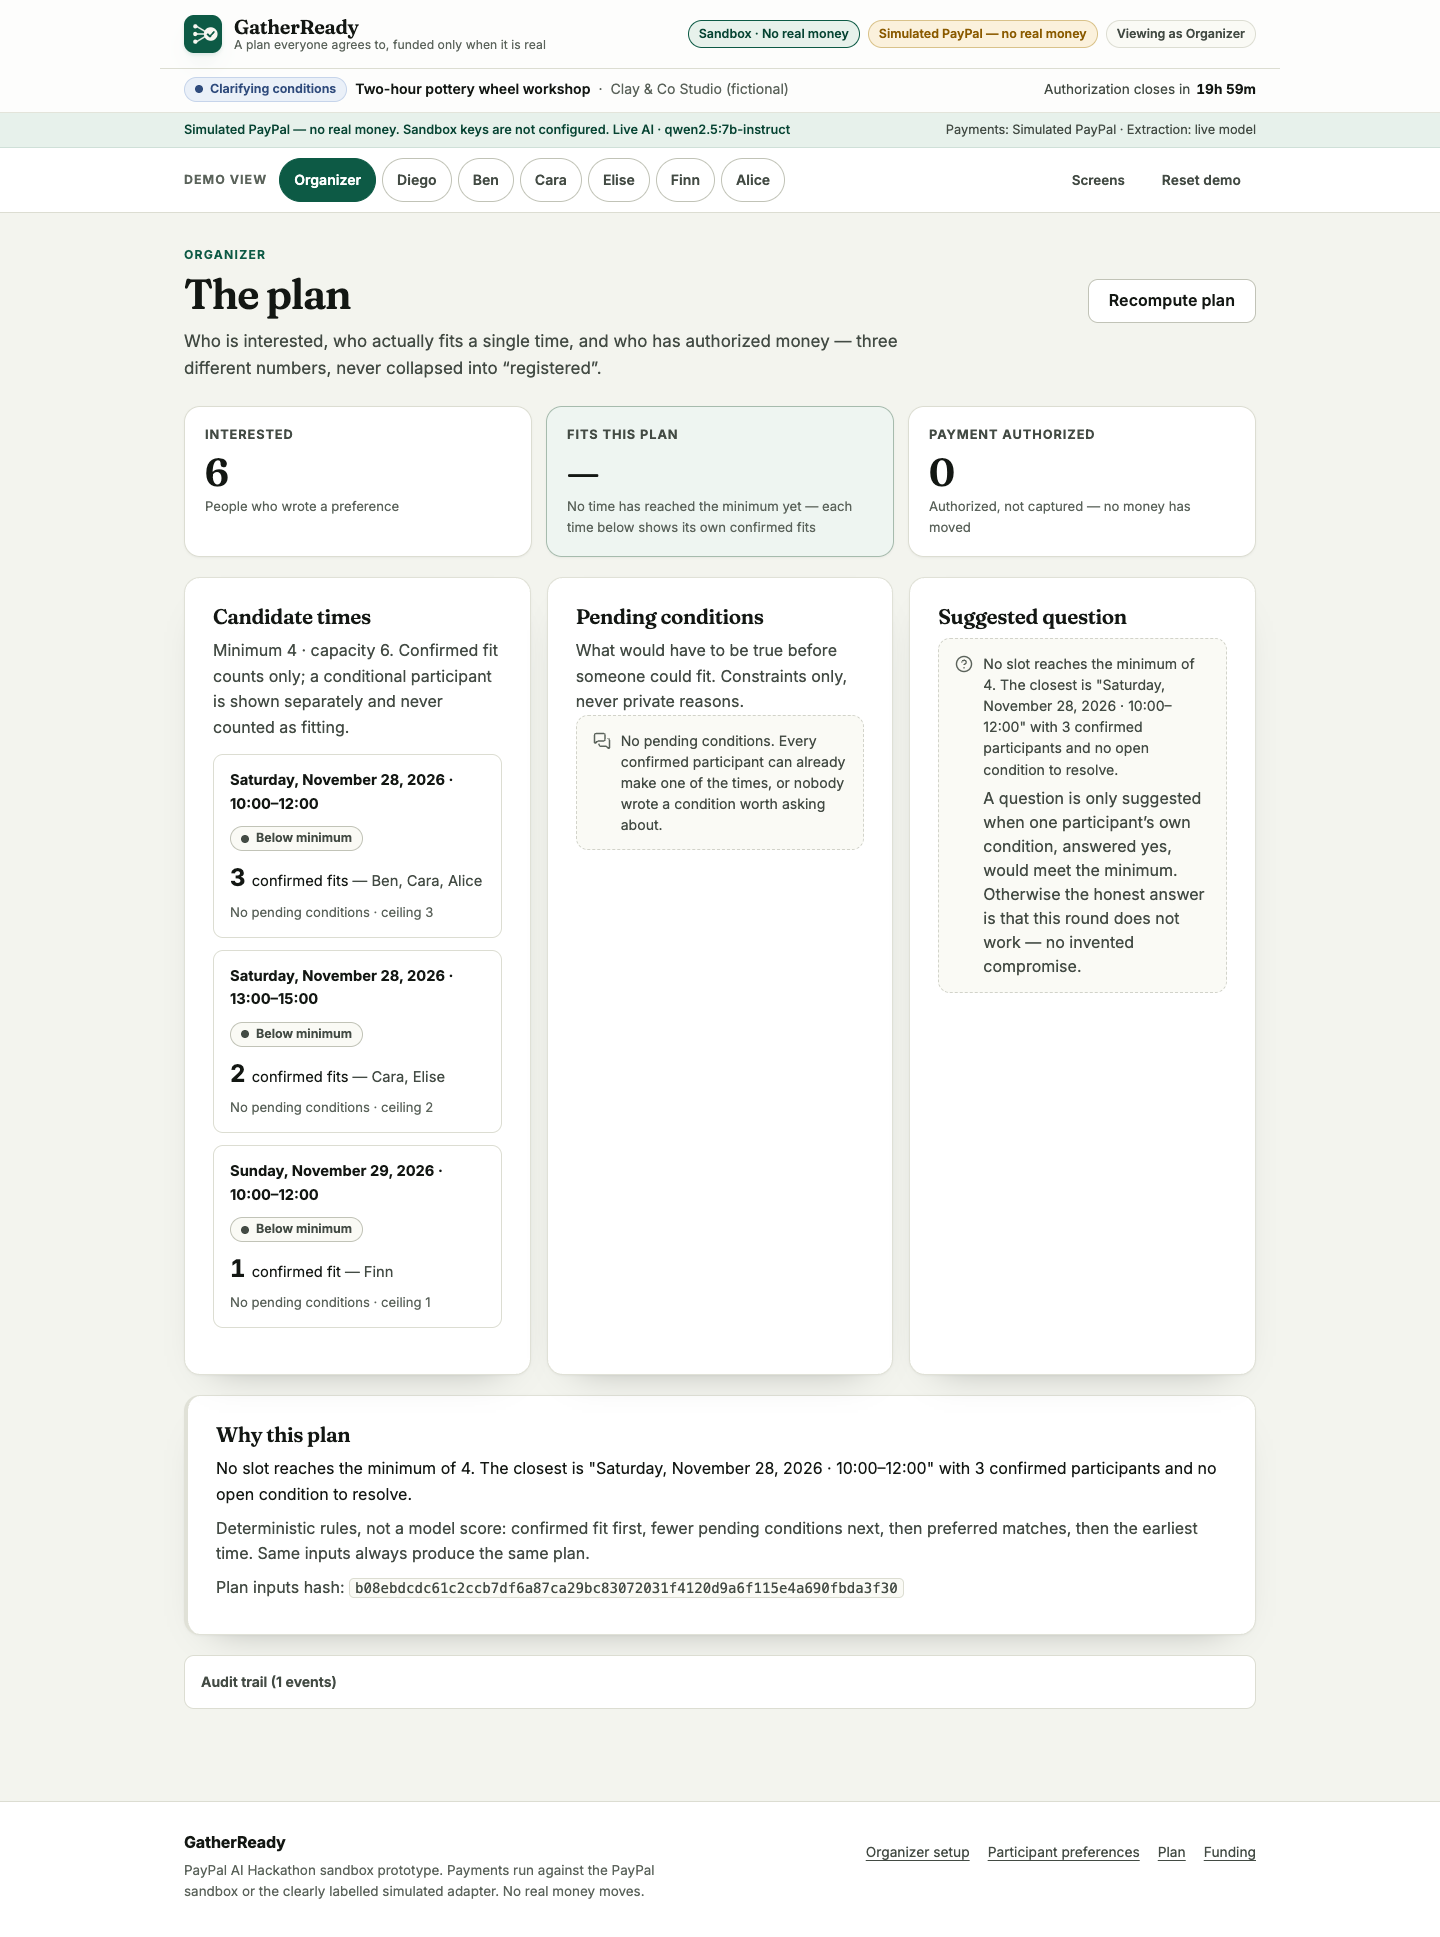 GatherReady
A plan everyone agrees to, funded only when it is real
Sandbox · No real money
Simulated PayPal — no real money
Viewing as Organizer
Clarifying conditions
Two-hour pottery wheel workshop · Clay & Co Studio (fictional)
Authorization closes in 19h 59m
Simulated PayPal — no real money. Sandbox keys are not configured. Live AI · qwen2.5:7b-instruct
Payments: Simulated PayPal · Extraction: live model
DEMO VIEW
Organizer
Diego
Ben
Cara
Elise
Finn
Alice
Screens
Reset demo
ORGANIZER
The plan
Recompute plan
Who is interested, who actually fits a single time, and who has authorized money — three
different numbers, never collapsed into “registered”.
INTERESTED
6
People who wrote a preference
FITS THIS PLAN
—
No time has reached the minimum yet — each
time below shows its own confirmed fits
PAYMENT AUTHORIZED
0
Authorized, not captured — no money has
moved
Candidate times
Minimum 4 · capacity 6. Confirmed fit
counts only; a conditional participant
is shown separately and never
counted as fitting.
Saturday, November 28, 2026 ·
10:00–12:00
Below minimum
3 confirmed fits — Ben, Cara, Alice
No pending conditions · ceiling 3
Saturday, November 28, 2026 ·
13:00–15:00
Below minimum
2 confirmed fits — Cara, Elise
No pending conditions · ceiling 2
Sunday, November 29, 2026 ·
10:00–12:00
Below minimum
1 confirmed fit — Finn
No pending conditions · ceiling 1
Pending conditions
What would have to be true before
someone could fit. Constraints only,
never private reasons.
No pending conditions. Every
confirmed participant can already
make one of the times, or nobody
wrote a condition worth asking
about.
Suggested question
No slot reaches the minimum of
4. The closest is "Saturday,
November 28, 2026 · 10:00–
12:00" with 3 confirmed
participants and no open
condition to resolve.
A question is only suggested
when one participant’s own
condition, answered yes,
would meet the minimum.
Otherwise the honest answer
is that this round does not
work — no invented
compromise.
Why this plan
No slot reaches the minimum of 4. The closest is "Saturday, November 28, 2026 · 10:00–12:00" with 3 confirmed participants and no
open condition to resolve.
Deterministic rules, not a model score: confirmed fit first, fewer pending conditions next, then preferred matches, then the earliest
time. Same inputs always produce the same plan.
Plan inputs hash: b08ebdcdc61c2ccb7df6a87ca29bc83072031f4120d9a6f115e4a690fbda3f30
Audit trail (1 events)
GatherReady
PayPal AI Hackathon sandbox prototype. Payments run against the PayPal
sandbox or the clearly labelled simulated adapter. No real money moves.
Organizer setup
Participant preferences
Plan
Funding